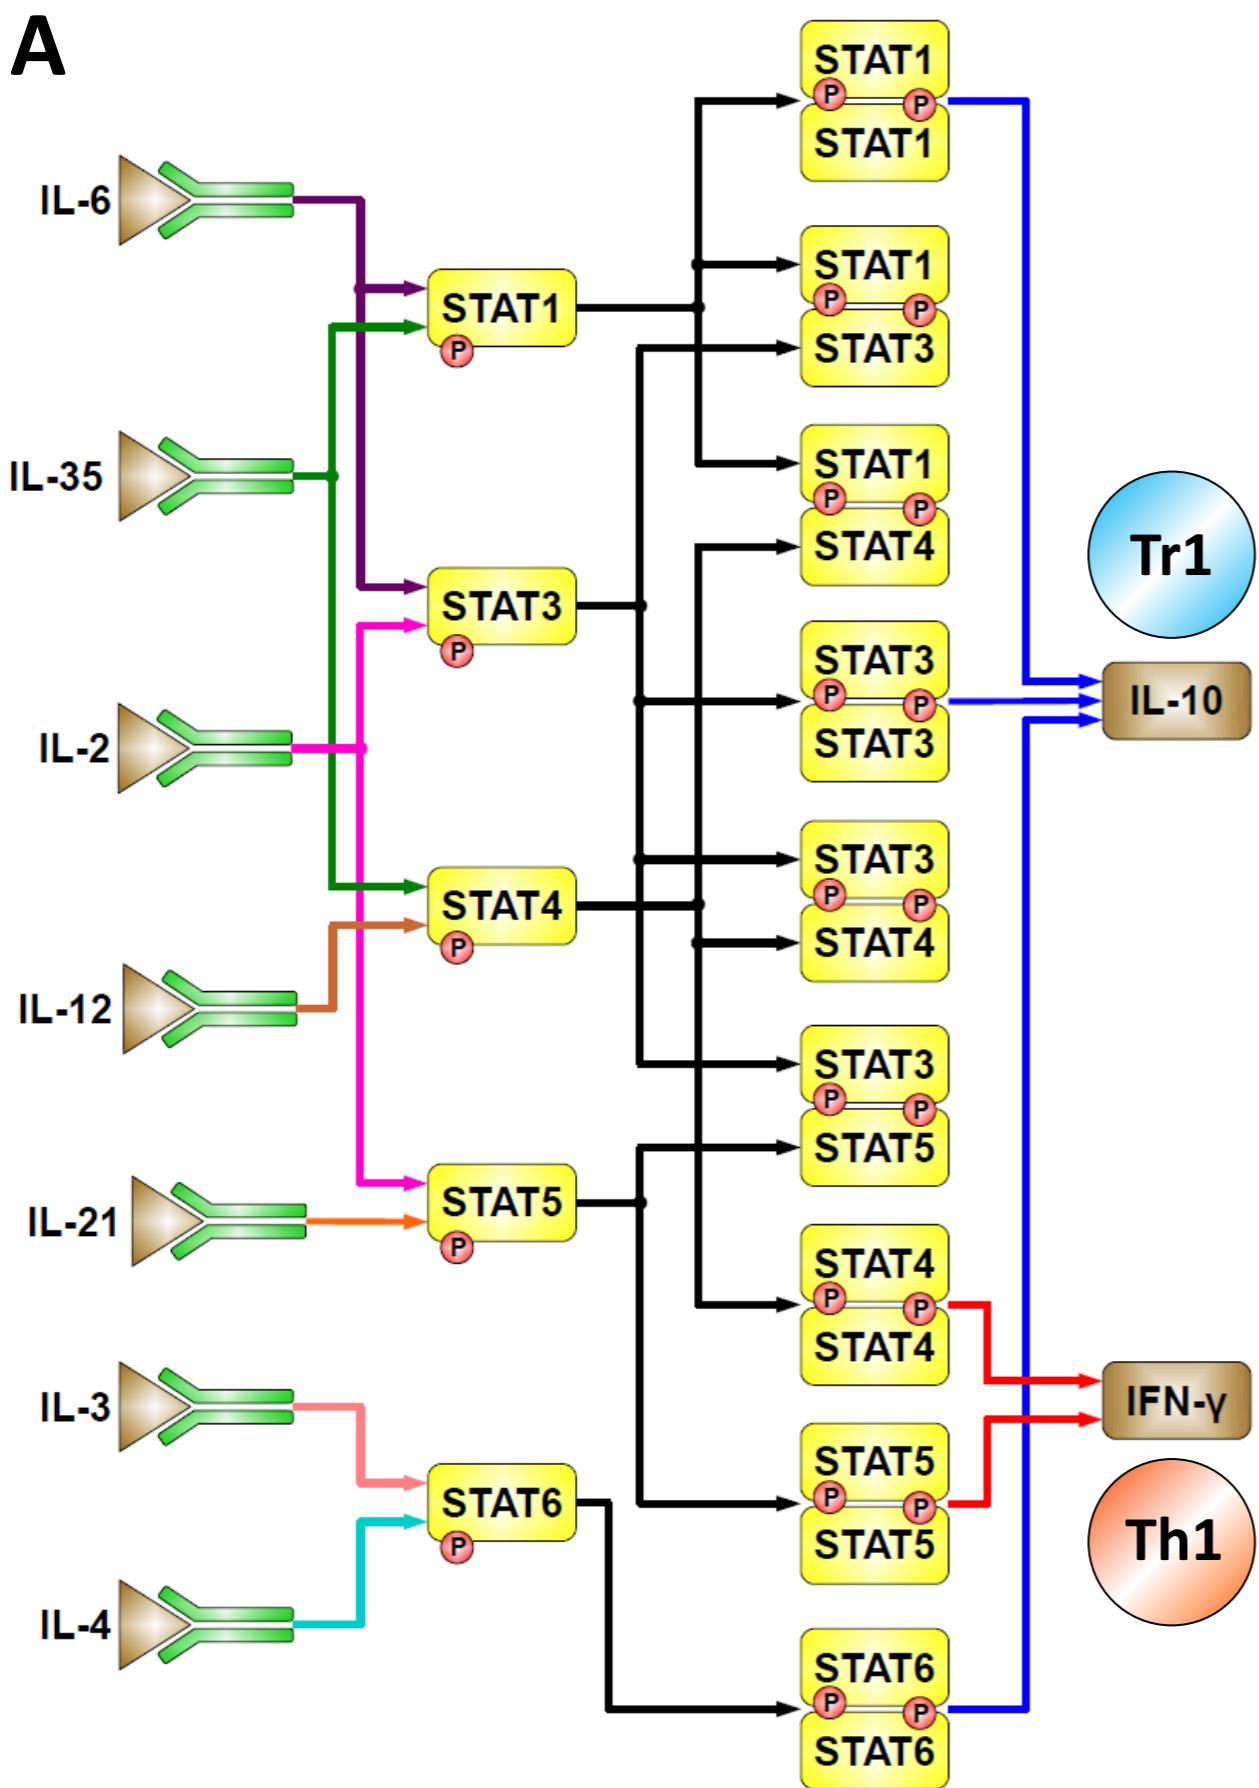 A
IL-6
IL-35
IL-2
IL-12
IL-21
IL-3
IL-4
STAT1
P
STAT3
P
STAT4
P
STAT5
P
STAT6
P
STAT1
P P
STAT1
STAT1
P P
STAT3
STAT1
P P
STAT4
STAT3
P P
STAT3
STAT3
P P
STAT4
STAT3
P P
STAT5
STAT4
P P
STAT4
STAT5
P P
STAT5
STAT6
P P
STAT6
Tr1
IL-10
IFN-γ
Th1